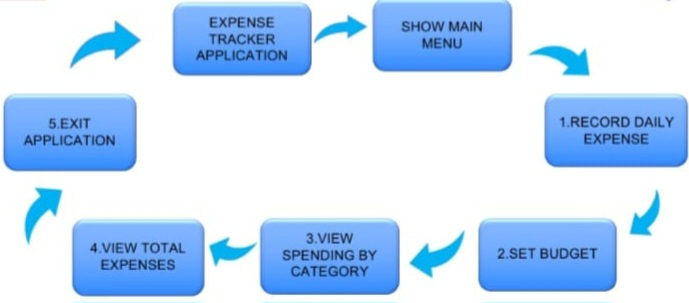 EXPENSE
TRACKER
APPLICATION
SHOW MAIN
MENU
1.RECORD DAILY
EXPENSE
2.SET BUDGET
3.VIEW
SPENDING BY
CATEGORY
4.VIEW TOTAL
EXPENSES
5.EXIT
APPLICATION